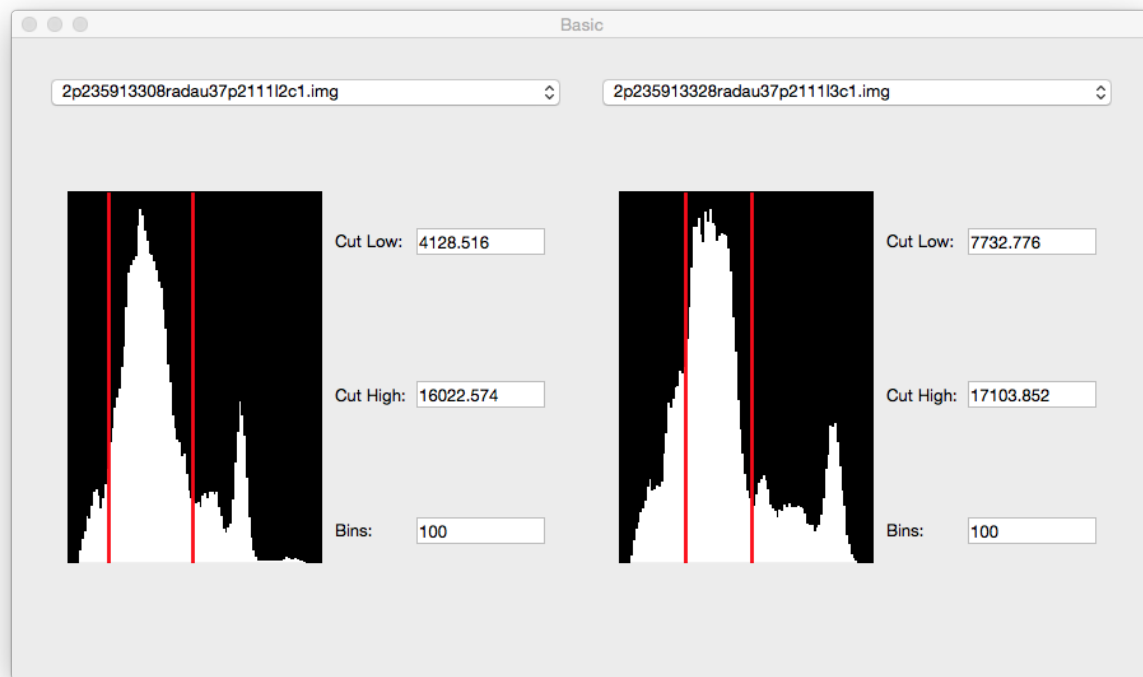 Basic
2p235913308radau37p2111l2c1.img
2p235913328radau37p2111l3c1.img
Cut Low: 4128.516
Cut High: 16022.574
Bins: 100
Cut Low: 7732.776
Cut High: 17103.852
Bins: 100